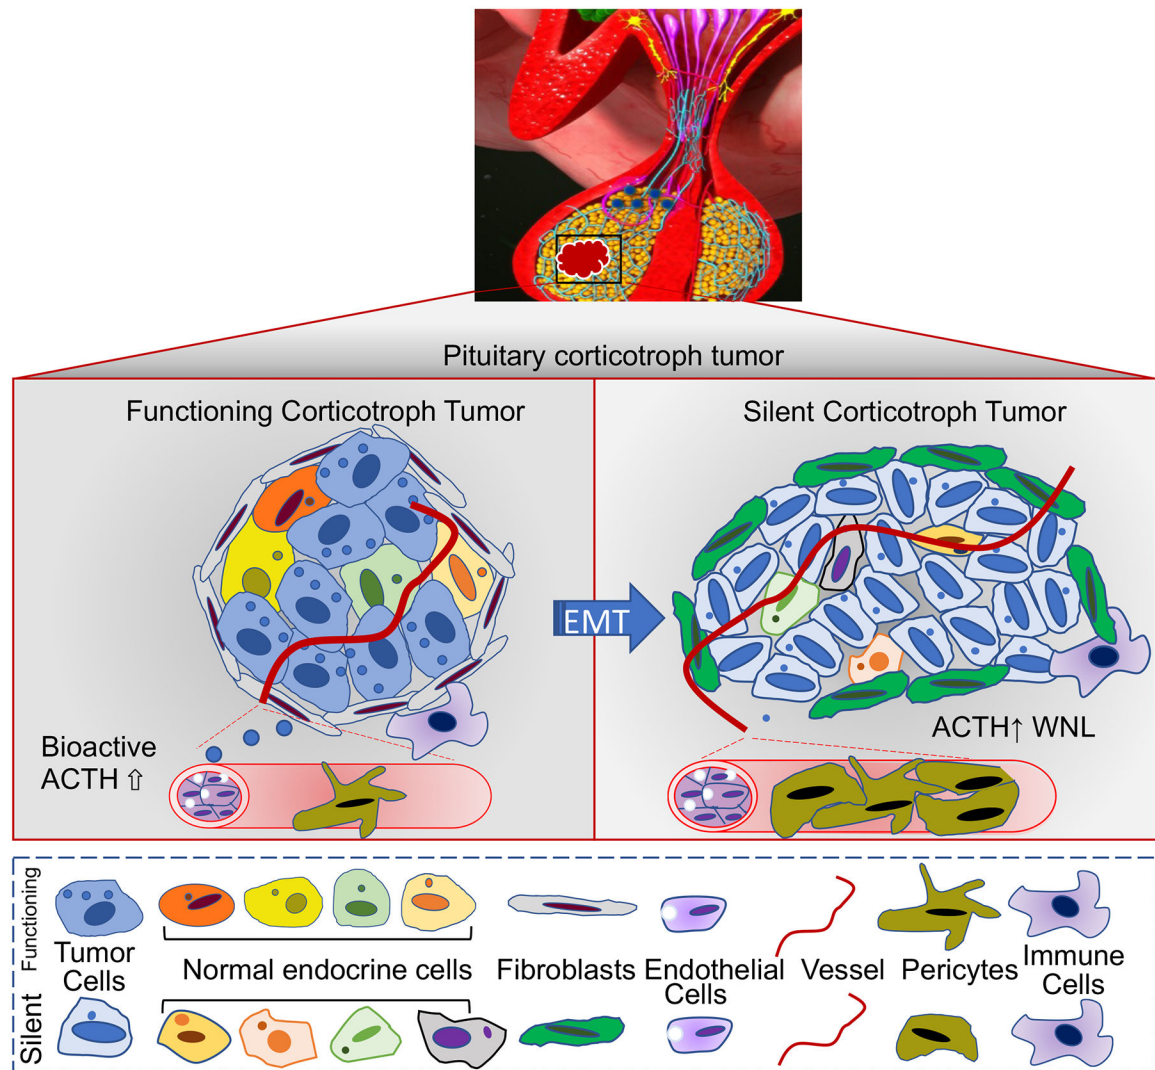 Pituitary corticotroph tumor
Functioning Corticotroph Tumor
Silent Corticotroph Tumor
EMT
Bioactive
ACTH ⇧
ACTH↑ WNL
Functioning
Tumor
Cells
Normal endocrine cells
Fibroblasts
Endothelial
Cells
Vessel
Pericytes
Immune
Cells
Silent